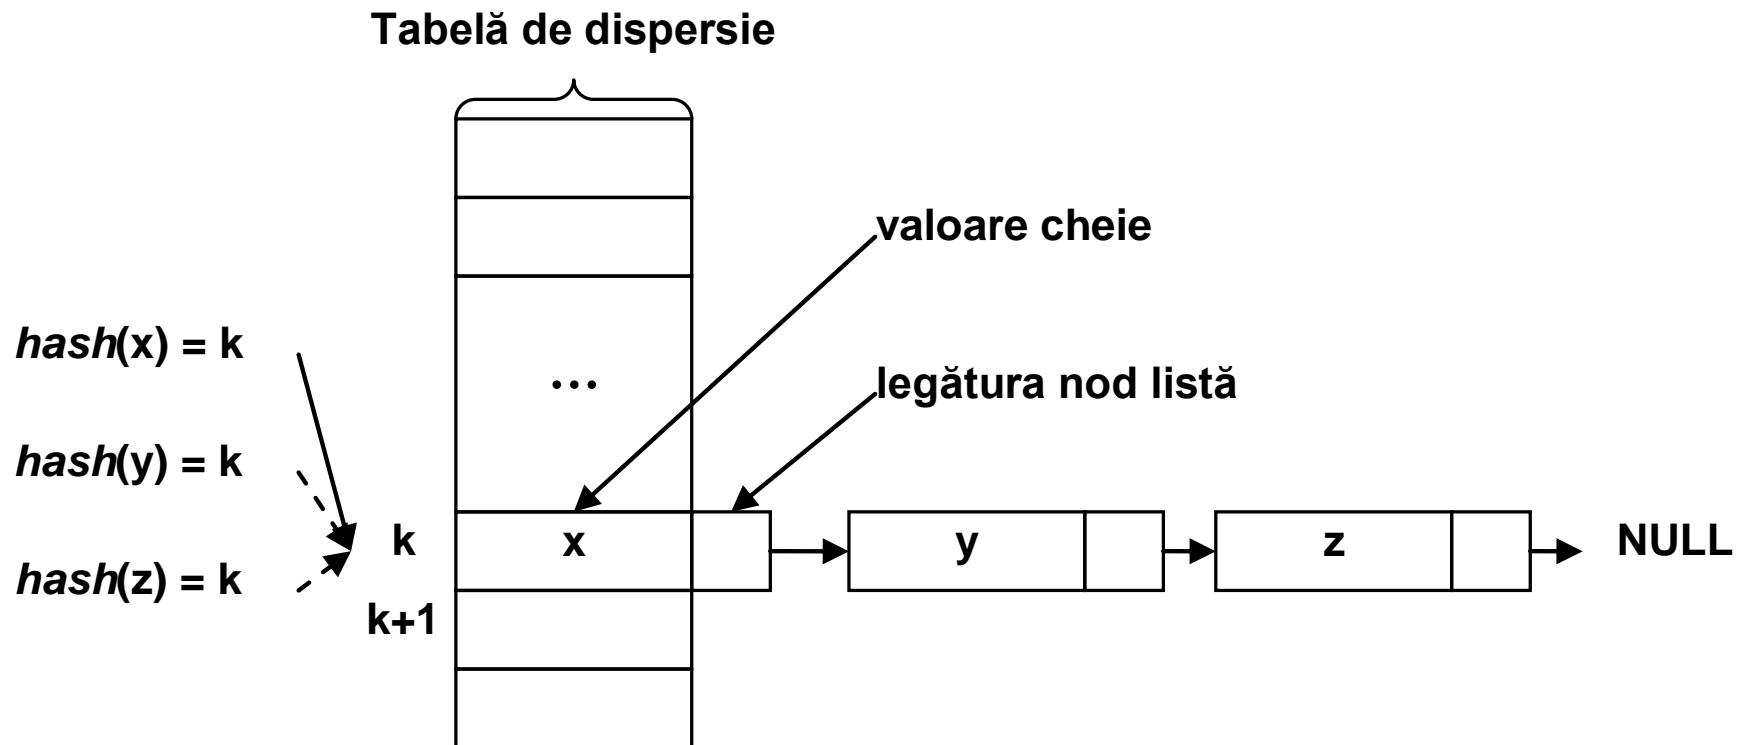 Tabelă de dispersie
valoare cheie
hash(x) = k
...
legătura nod listă
hash(y) = k
k x y z NULL
hash(z) = k
k+1